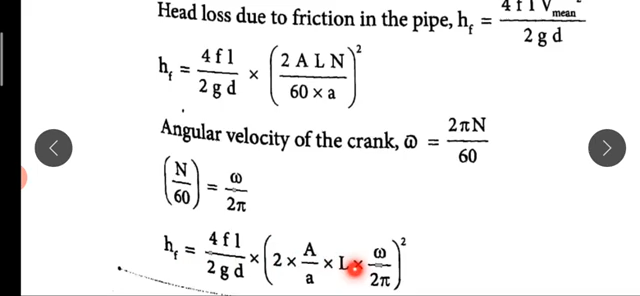 Head loss due to friction in the pipe, h_f = 4 f l V_mean / 2 g d
h_f = 4 f l / 2 g d × (2 A L N / 60 × a)²
Angular velocity of the crank, ω = 2πN / 60
(N / 60) = ω / 2π
h_f = 4 f l / 2 g d × (2 × A / a × L × ω / 2π)²